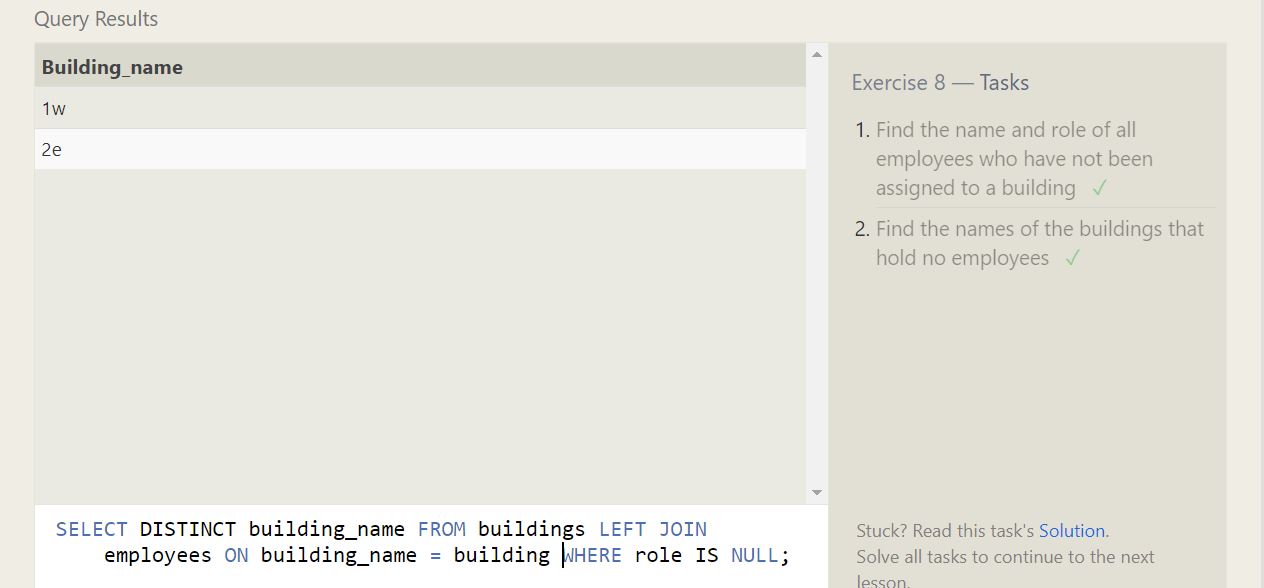 Query Results
Building_name
1w
2e
Exercise 8 — Tasks
1. Find the name and role of all
employees who have not been
assigned to a building ✓
2. Find the names of the buildings that
hold no employees ✓
SELECT DISTINCT building_name FROM buildings LEFT JOIN
employees ON building_name = building WHERE role IS NULL;
Stuck? Read this task's Solution.
Solve all tasks to continue to the next
lesson.